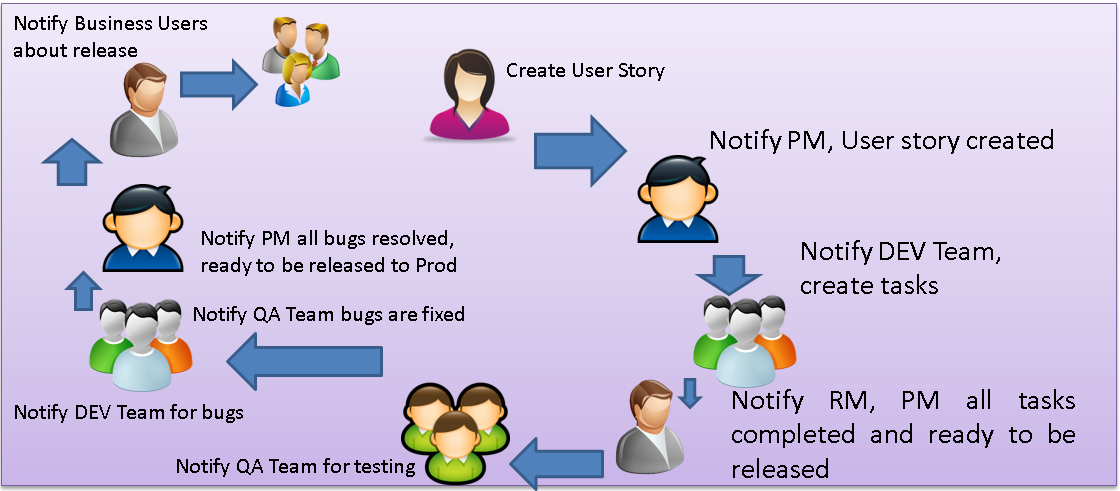 Create User Story
Notify PM, User story created
Notify DEV Team,
create tasks
Notify RM, PM all tasks
completed and ready to be
released
Notify QA Team for testing
Notify DEV Team for bugs
Notify QA Team bugs are fixed
Notify PM all bugs resolved,
ready to be released to Prod
Notify Business Users
about release